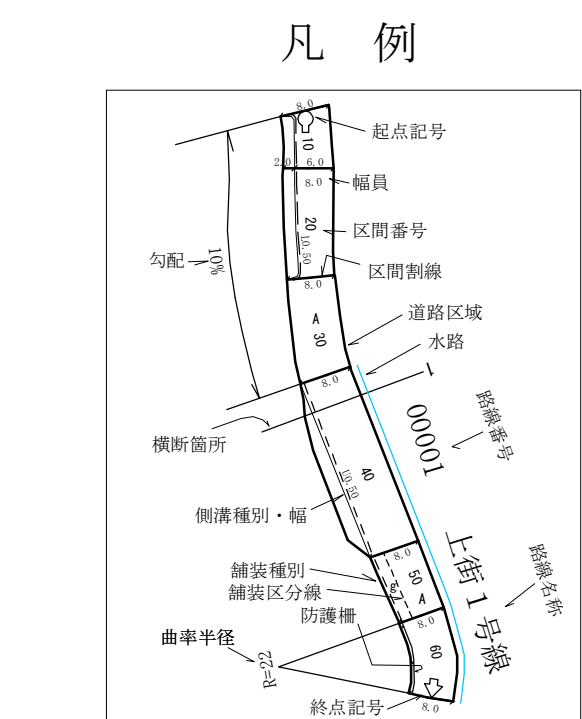 凡 例
8.0
起点記号
10
2.0 6.0
8.0
幅員
20
区間番号
勾配
10%
区間割線
8.0
A
道路区域
30
水路
8.0
1
路線番号
00001
横断箇所
40
U0.50
側溝種別・幅
上街1号線
8.0
路線名称
舗装種別
50
舗装区分線
A
防護柵
8.0
曲率半径
60
R=22
終点記号
8.0